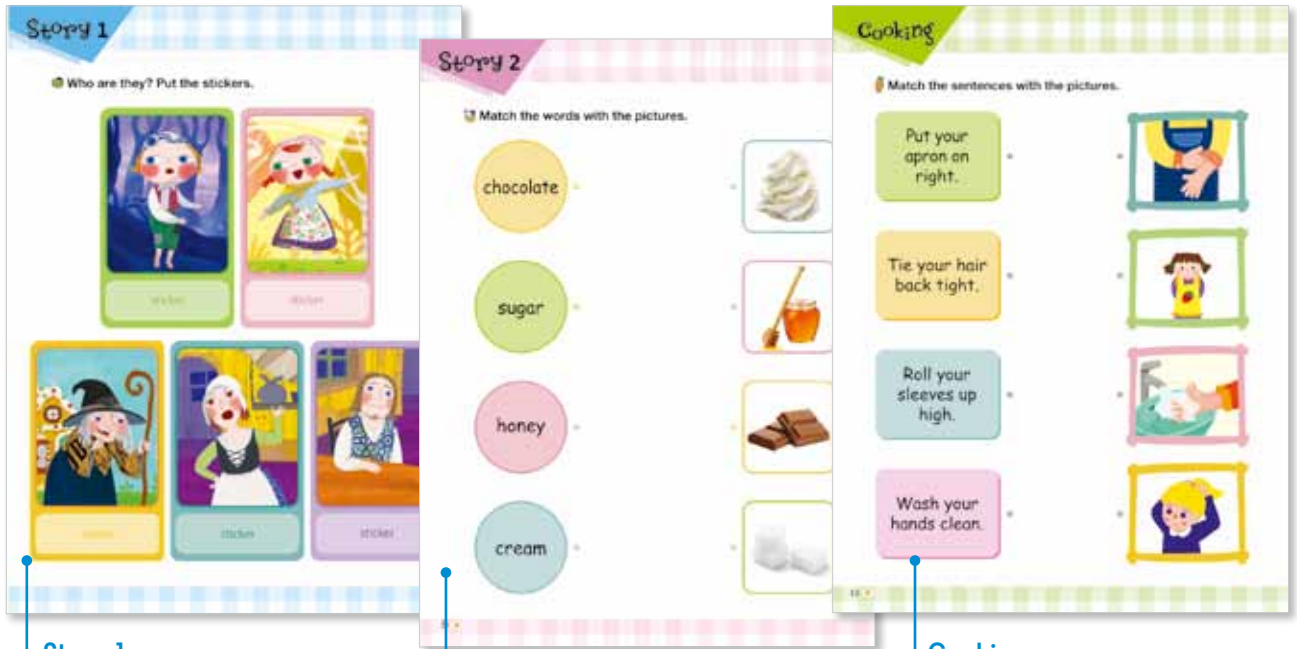 Story 1
Who are they? Put the stickers.
sticker
sticker
sticker
sticker
Story 2
Match the words with the pictures.
chocolate
sugar
honey
cream
Cooking
Match the sentences with the pictures.
Put your
apron on
right.
Tie your hair
back tight.
Roll your
sleeves up
high.
Wash your
hands clean.